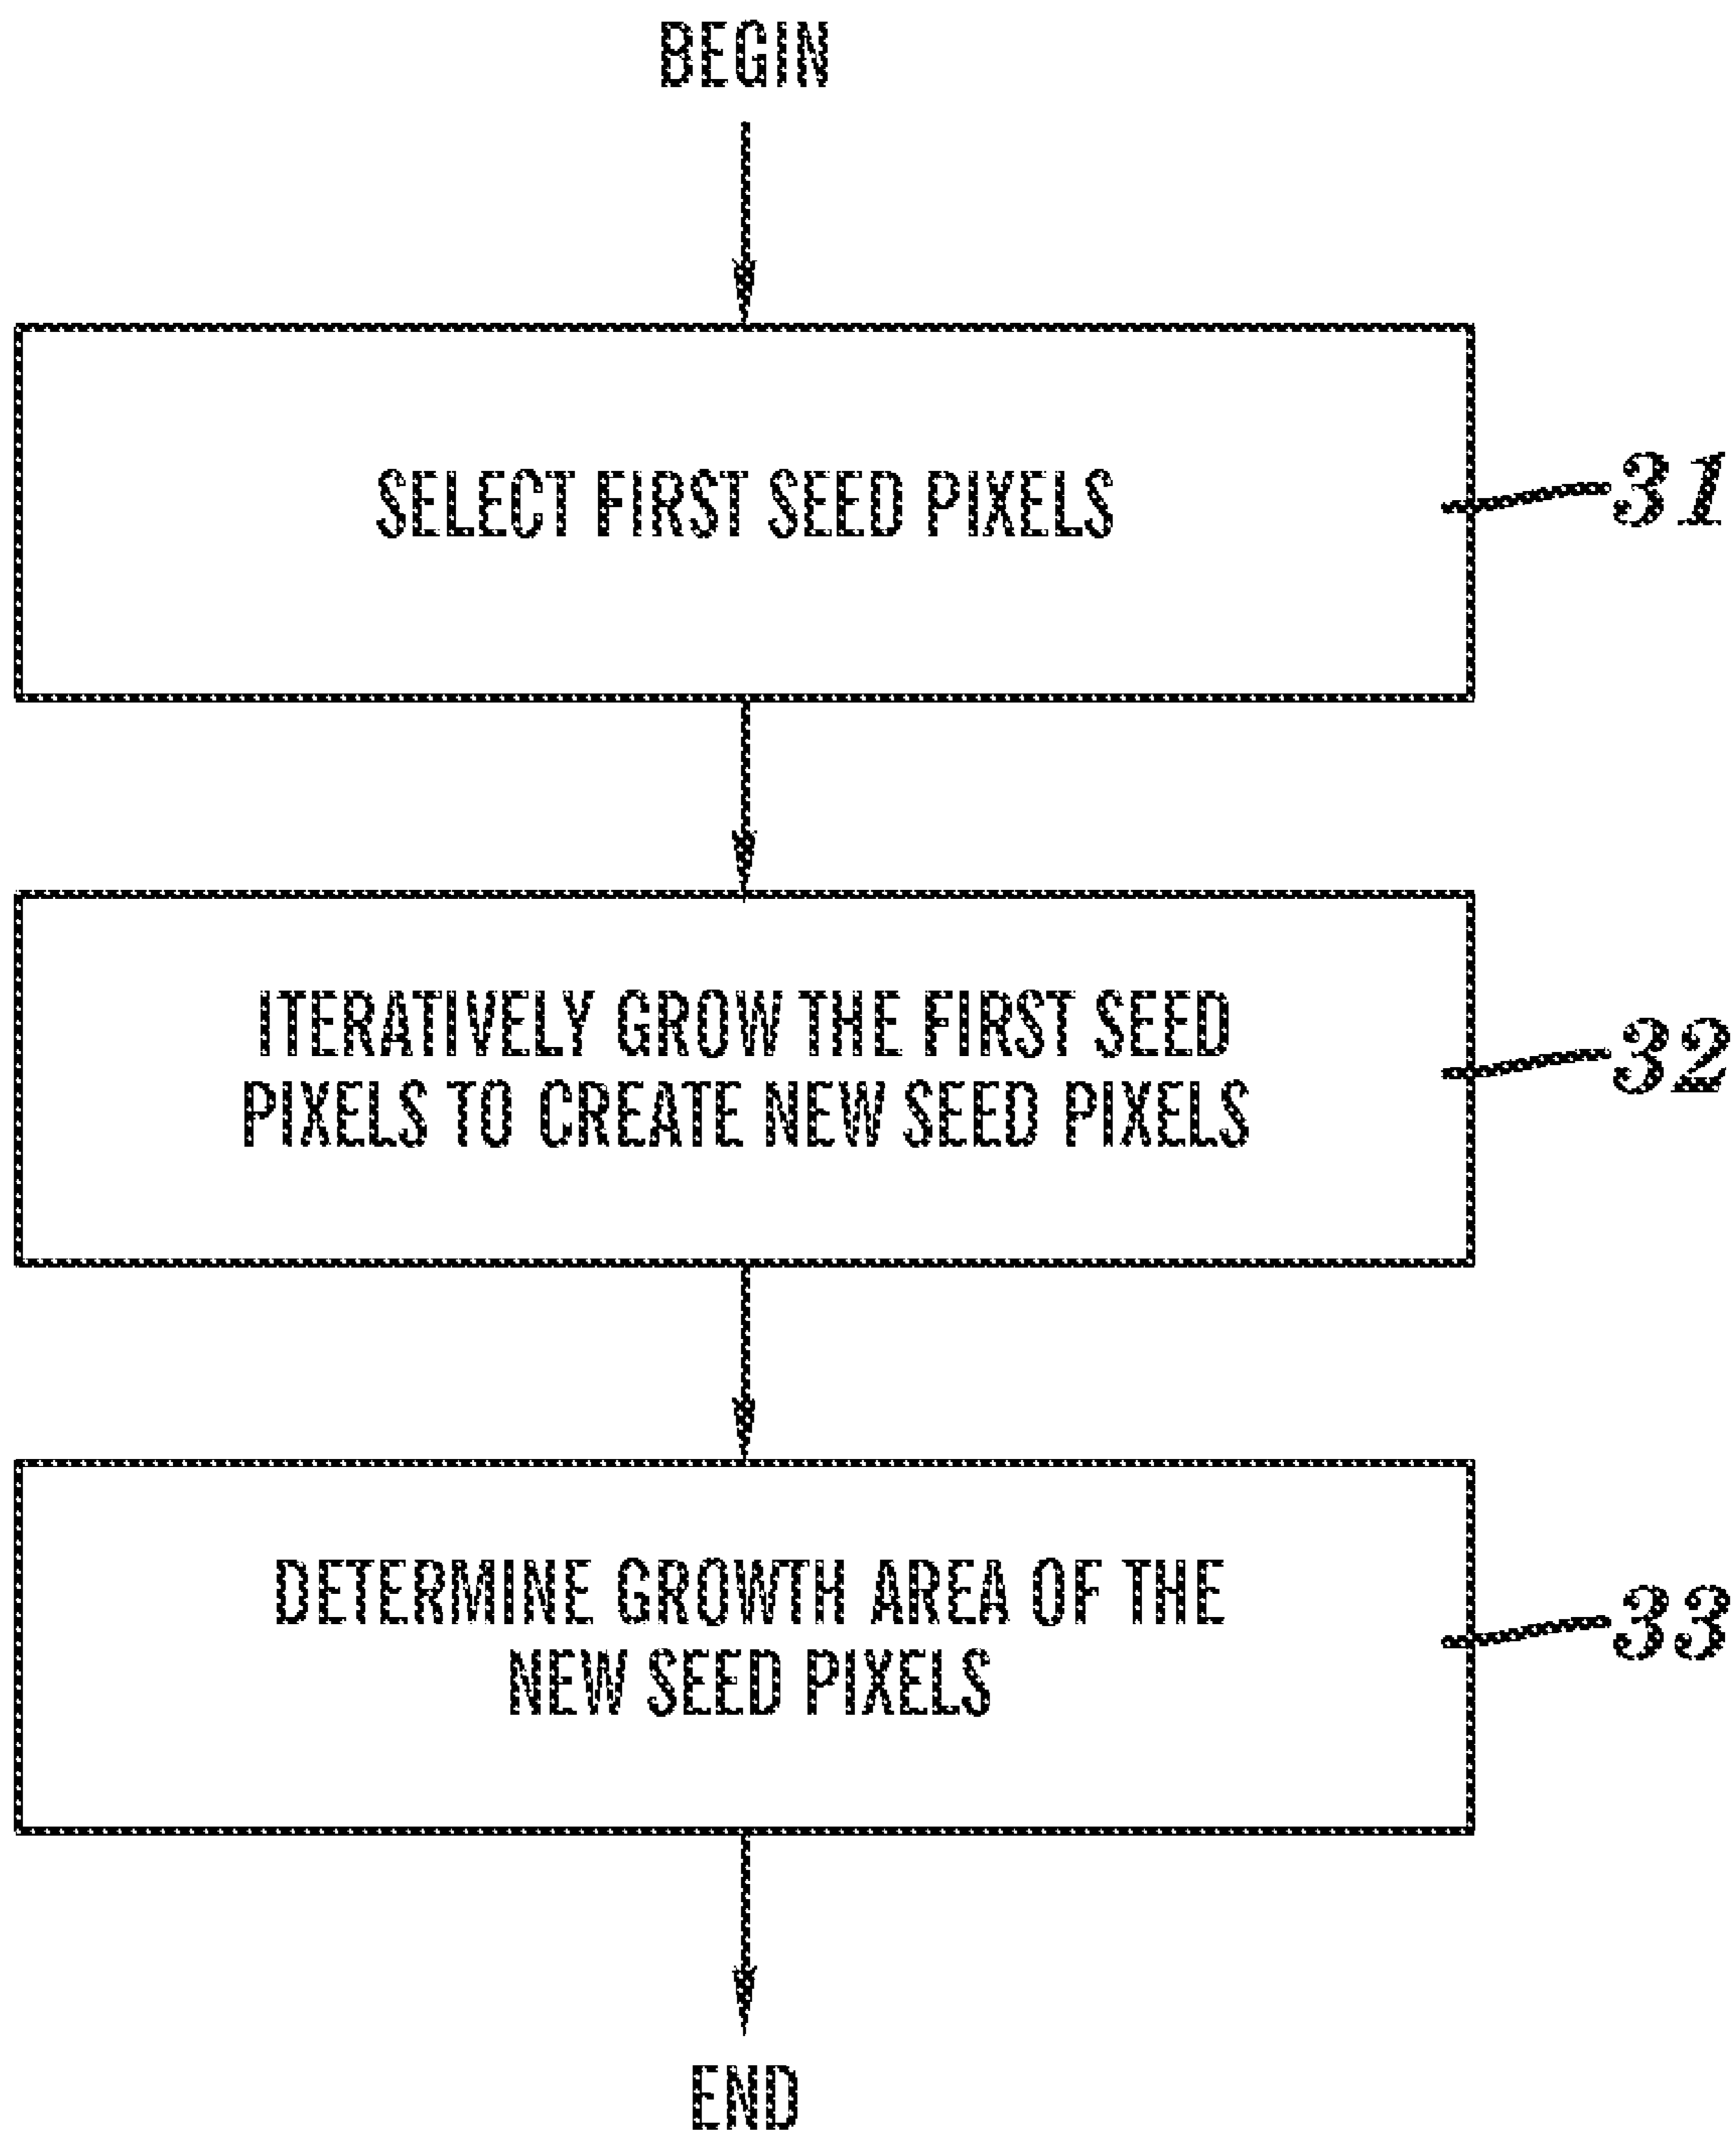 BEGIN
SELECT FIRST SEED PIXELS
31
ITERATIVELY GROW THE FIRST SEED
PIXELS TO CREATE NEW SEED PIXELS
32
DETERMINE GROWTH AREA OF THE
NEW SEED PIXELS
33
END